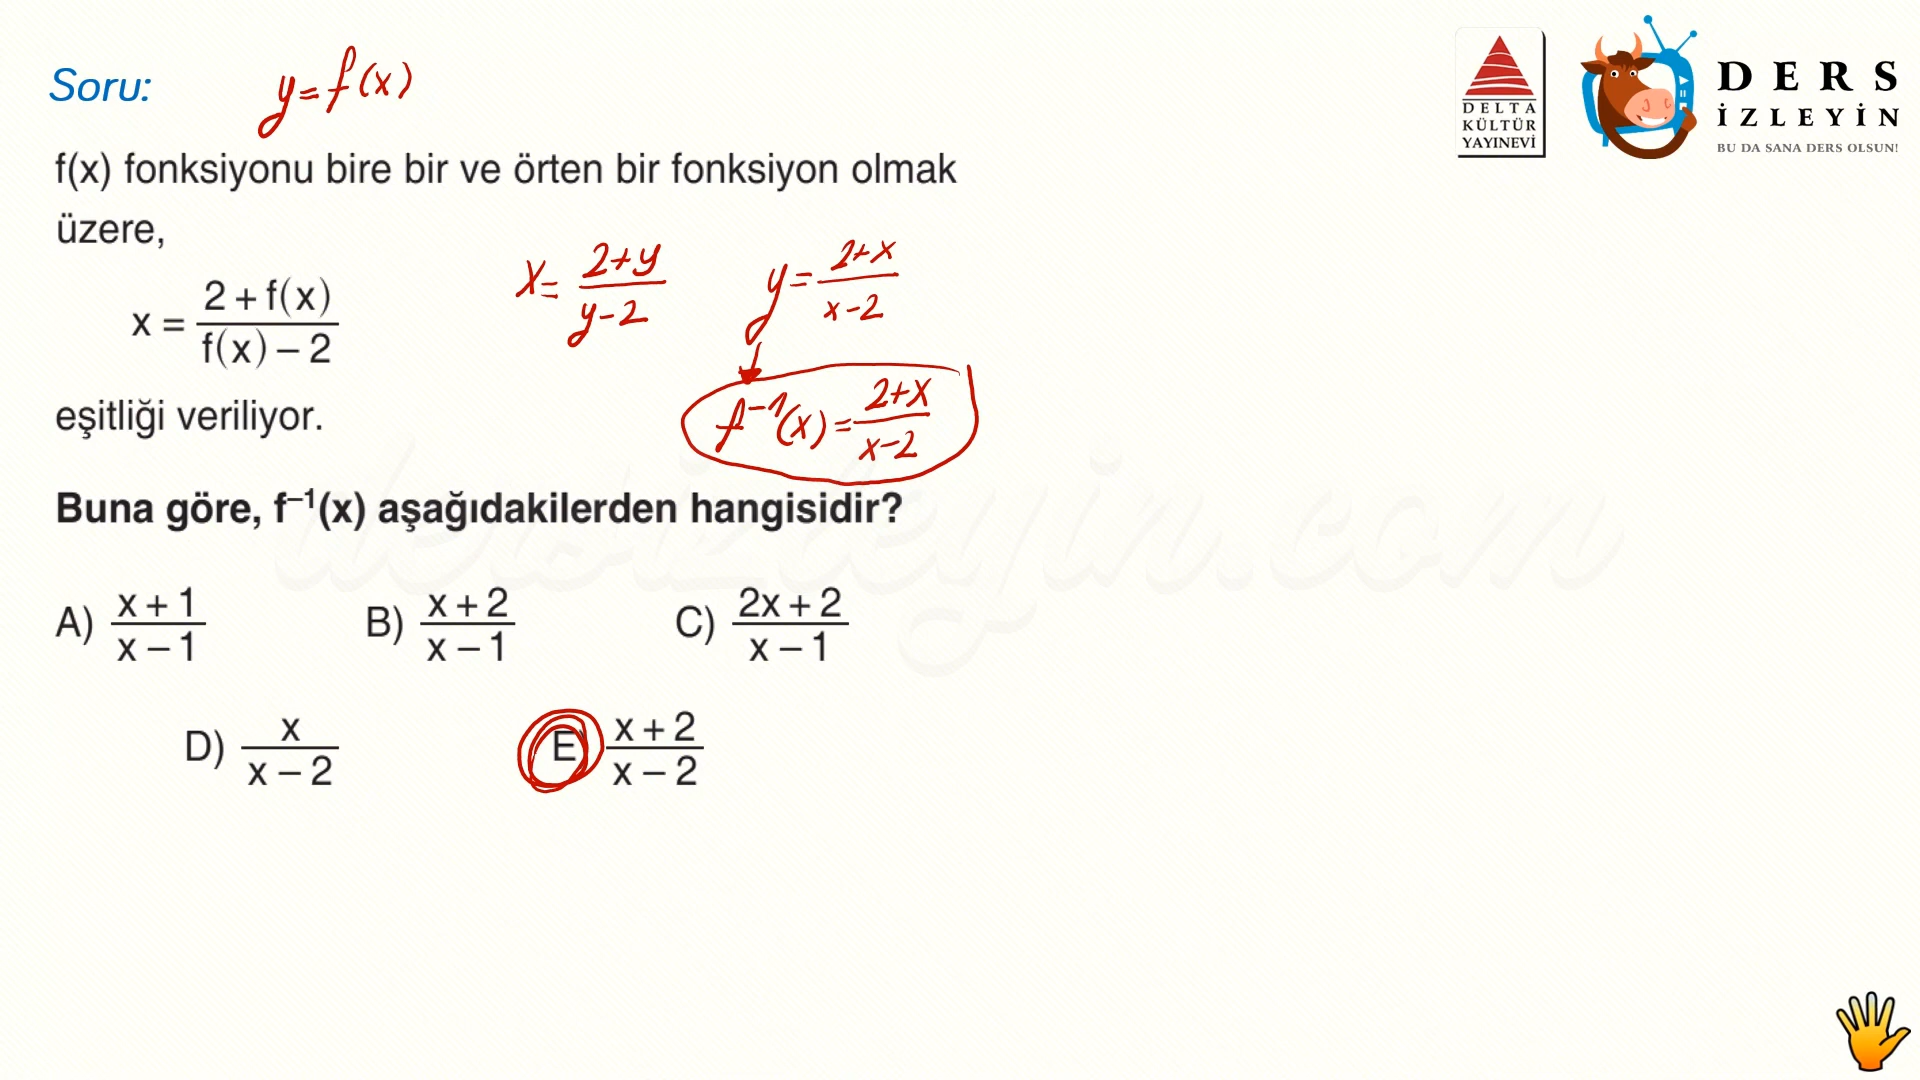 Soru:
y=f(x)
DELTA
KÜLTÜR
YAYINEVİ
DERS
İZLEYİN
BU DA SANA DERS OLSUN!
f(x) fonksiyonu bire bir ve örten bir fonksiyon olmak
üzere,
x = (2 + f(x))/(f(x) – 2)
x = (2+y)/(y-2)
y = (2+x)/(x-2)
f⁻¹(x) = (2+x)/(x-2)
eşitliği veriliyor.
Buna göre, f⁻¹(x) aşağıdakilerden hangisidir?
A) (x + 1)/(x – 1) B) (x + 2)/(x – 1) C) (2x + 2)/(x – 1)
D) x/(x – 2) E) (x + 2)/(x – 2)